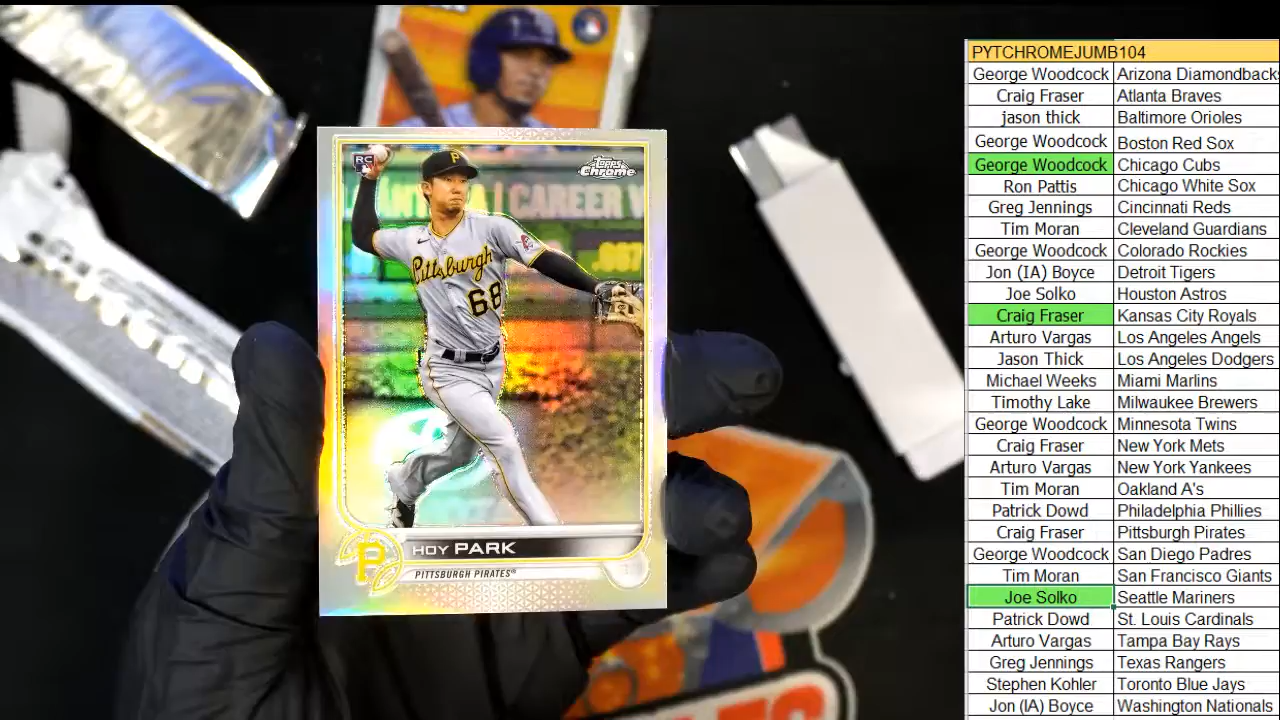 RC
Topps
Chrome
CAREER
P
Pittsburgh
68
P
HOY PARK
PITTSBURGH PIRATES®
PYTCHROMEJUMB104
George Woodcock Arizona Diamondback
Craig Fraser Atlanta Braves
jason thick Baltimore Orioles
George Woodcock Boston Red Sox
George Woodcock Chicago Cubs
Ron Pattis Chicago White Sox
Greg Jennings Cincinnati Reds
Tim Moran Cleveland Guardians
George Woodcock Colorado Rockies
Jon (IA) Boyce Detroit Tigers
Joe Solko Houston Astros
Craig Fraser Kansas City Royals
Arturo Vargas Los Angeles Angels
Jason Thick Los Angeles Dodgers
Michael Weeks Miami Marlins
Timothy Lake Milwaukee Brewers
George Woodcock Minnesota Twins
Craig Fraser New York Mets
Arturo Vargas New York Yankees
Tim Moran Oakland A's
Patrick Dowd Philadelphia Phillies
Craig Fraser Pittsburgh Pirates
George Woodcock San Diego Padres
Tim Moran San Francisco Giants
Joe Solko Seattle Mariners
Patrick Dowd St. Louis Cardinals
Arturo Vargas Tampa Bay Rays
Greg Jennings Texas Rangers
Stephen Kohler Toronto Blue Jays
Jon (IA) Boyce Washington Nationals